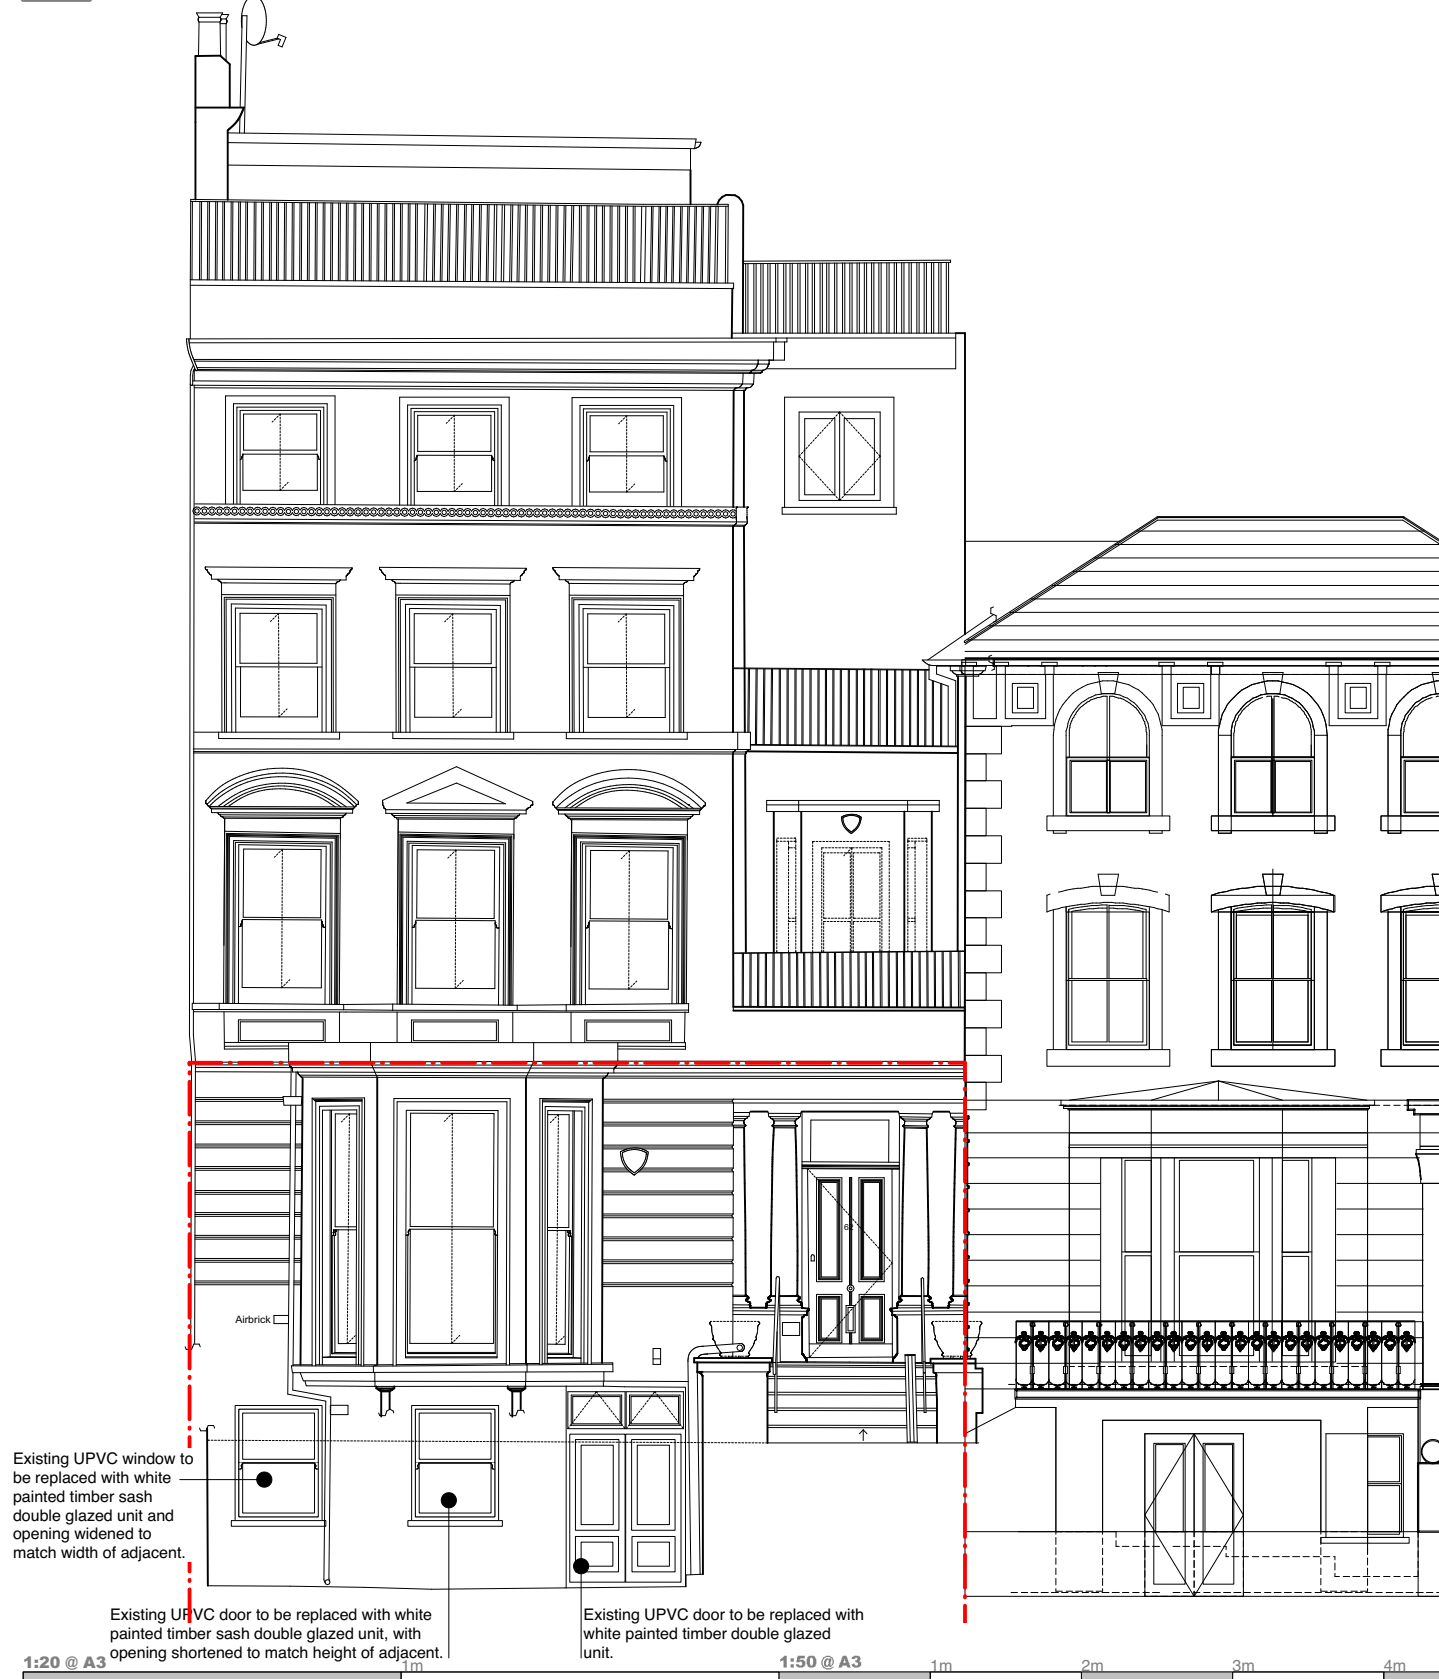 Airbrick
62
Existing UPVC window to
be replaced with white
painted timber sash
double glazed unit and
opening widened to
match width of adjacent.
Existing UPVC door to be replaced with white
painted timber sash double glazed unit, with
opening shortened to match height of adjacent.
Existing UPVC door to be replaced with
white painted timber double glazed
unit.
1:20 @ A3 1m 1:50 @ A3 1m 2m 3m 4m